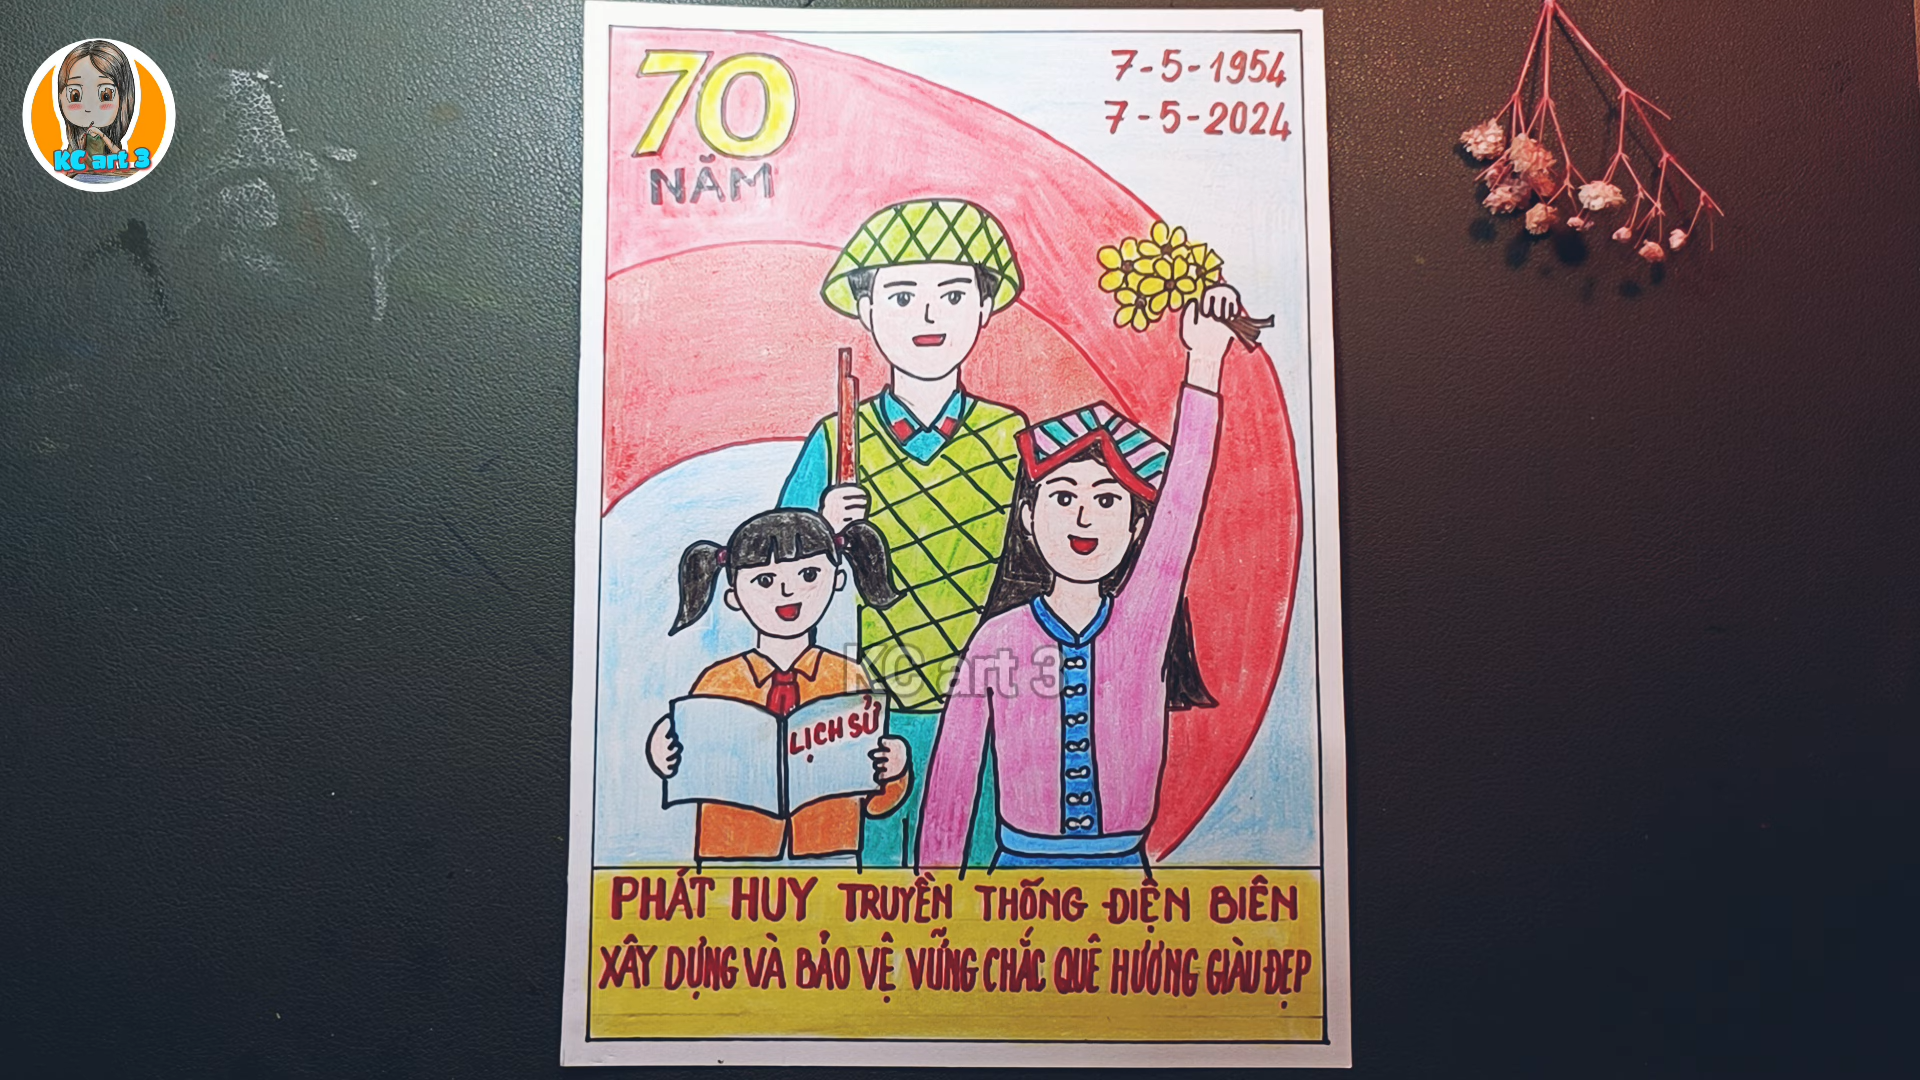 KC art 3
70
NĂM
7-5-1954
7-5-2024
KC art 3
LỊCH SỬ
PHÁT HUY TRUYỀN THỐNG ĐIỆN BIÊN
XÂY DỰNG VÀ BẢO VỆ VỮNG CHẮC QUÊ HƯƠNG GIÀU ĐẸP